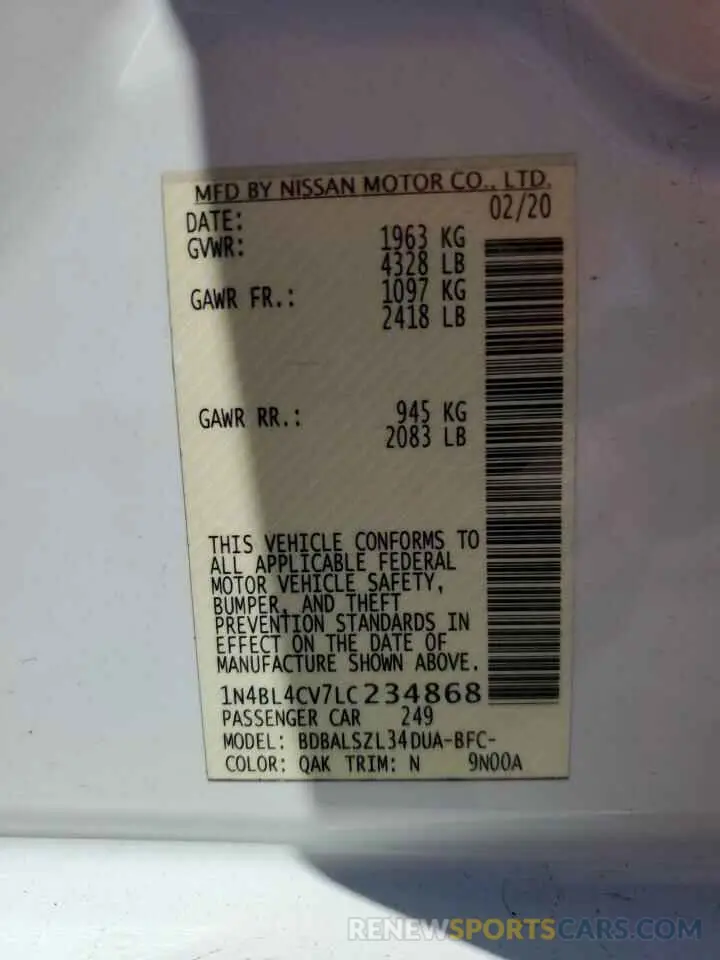 MFD BY NISSAN MOTOR CO., LTD.
DATE: 02/20
GVWR: 1963 KG
4328 LB
GAWR FR.: 1097 KG
2418 LB
GAWR RR.: 945 KG
2083 LB
THIS VEHICLE CONFORMS TO
ALL APPLICABLE FEDERAL
MOTOR VEHICLE SAFETY,
BUMPER, AND THEFT
PREVENTION STANDARDS IN
EFFECT ON THE DATE OF
MANUFACTURE SHOWN ABOVE.
1N4BL4CV7LC234868
PASSENGER CAR 249
MODEL: BDBALSZL34DUA-BFC-
COLOR: QAK TRIM: N 9N00A
RENEWSPORTSCARS.COM